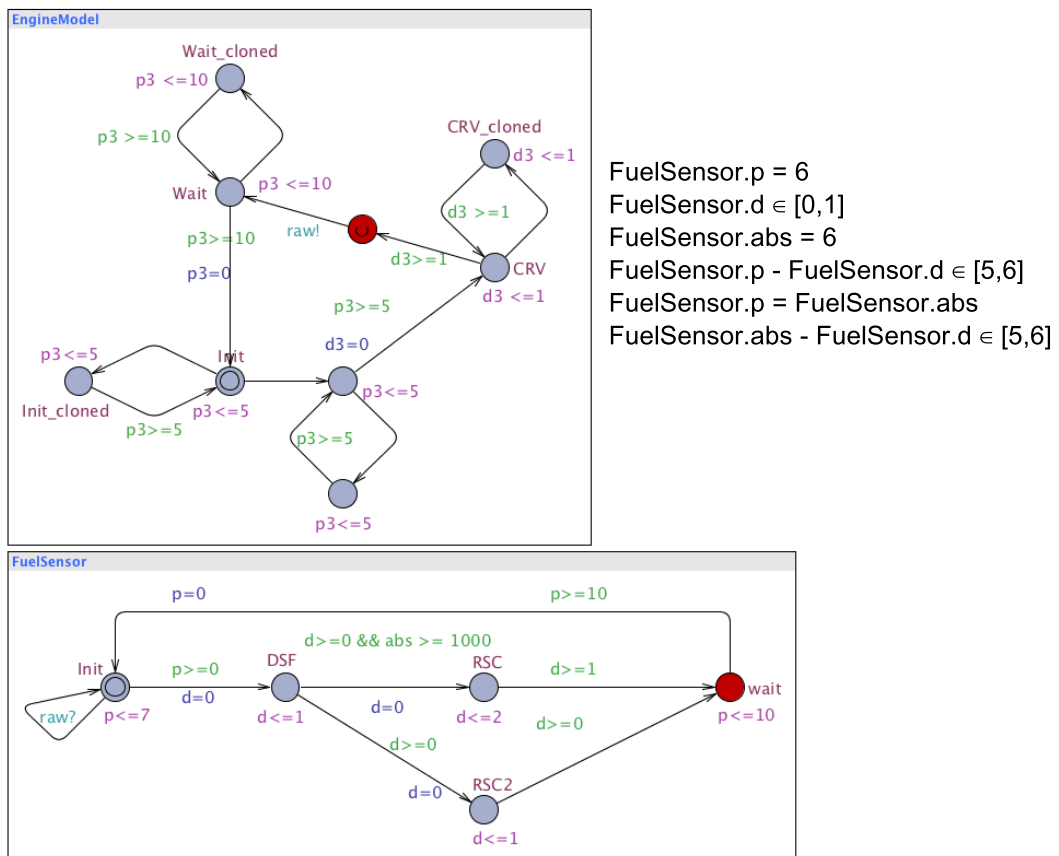 EngineModel
Wait_cloned
p3 <=10
p3 >=10
CRV_cloned
d3 <=1
Wait
p3 <=10
d3 >=1
raw!
p3>=10
d3>=1
CRV
p3=0
d3 <=1
p3>=5
d3=0
p3<=5
Init
p3<=5
Init_cloned
p3<=5
p3>=5
p3>=5
p3<=5
FuelSensor.p = 6
FuelSensor.d ∈ [0,1]
FuelSensor.abs = 6
FuelSensor.p - FuelSensor.d ∈ [5,6]
FuelSensor.p = FuelSensor.abs
FuelSensor.abs - FuelSensor.d ∈ [5,6]
FuelSensor
p=0
p>=10
d>=0 && abs >= 1000
Init
p>=0
DSF
RSC
d>=1
wait
raw?
p<=7
d=0
d<=1
d=0
d<=2
p<=10
d>=0
d>=0
d=0
RSC2
d<=1